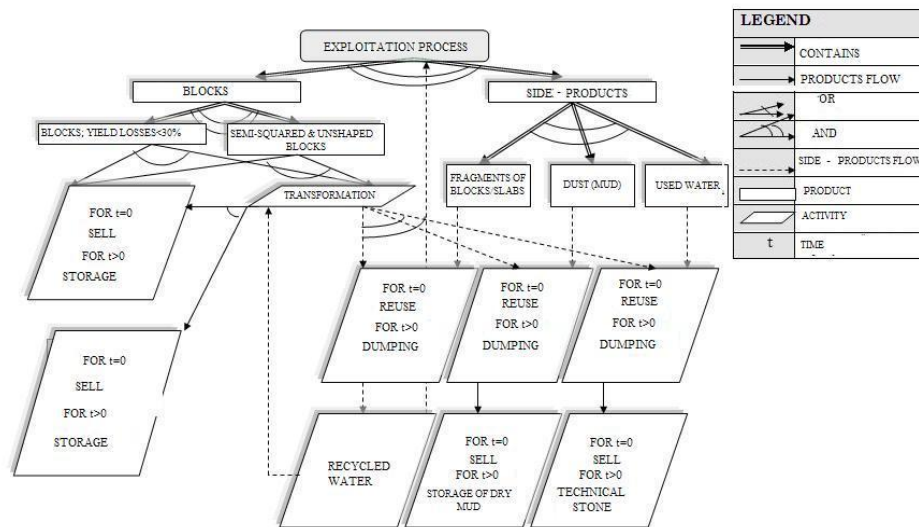 EXPLOITATION PROCESS
BLOCKS
SIDE - PRODUCTS
BLOCKS; YIELD LOSSES<30%
SEMI-SQUARED & UNSHAPED
BLOCKS
FRAGMENTS OF
BLOCKS/SLABS
DUST (MUD)
USED WATER
TRANSFORMATION
FOR t=0
SELL
FOR t>0
STORAGE
FOR t=0
REUSE
FOR t>0
DUMPING
FOR t=0
REUSE
FOR t>0
DUMPING
FOR t=0
REUSE
FOR t>0
DUMPING
FOR t=0
SELL
FOR t>0
STORAGE
RECYCLED
WATER
FOR t=0
SELL
FOR t>0
STORAGE OF DRY
MUD
FOR t=0
SELL
FOR t>0
TECHNICAL
STONE
LEGEND
CONTAINS
PRODUCTS FLOW
OR
AND
SIDE - PRODUCTS FLOW
PRODUCT
ACTIVITY
t TIME